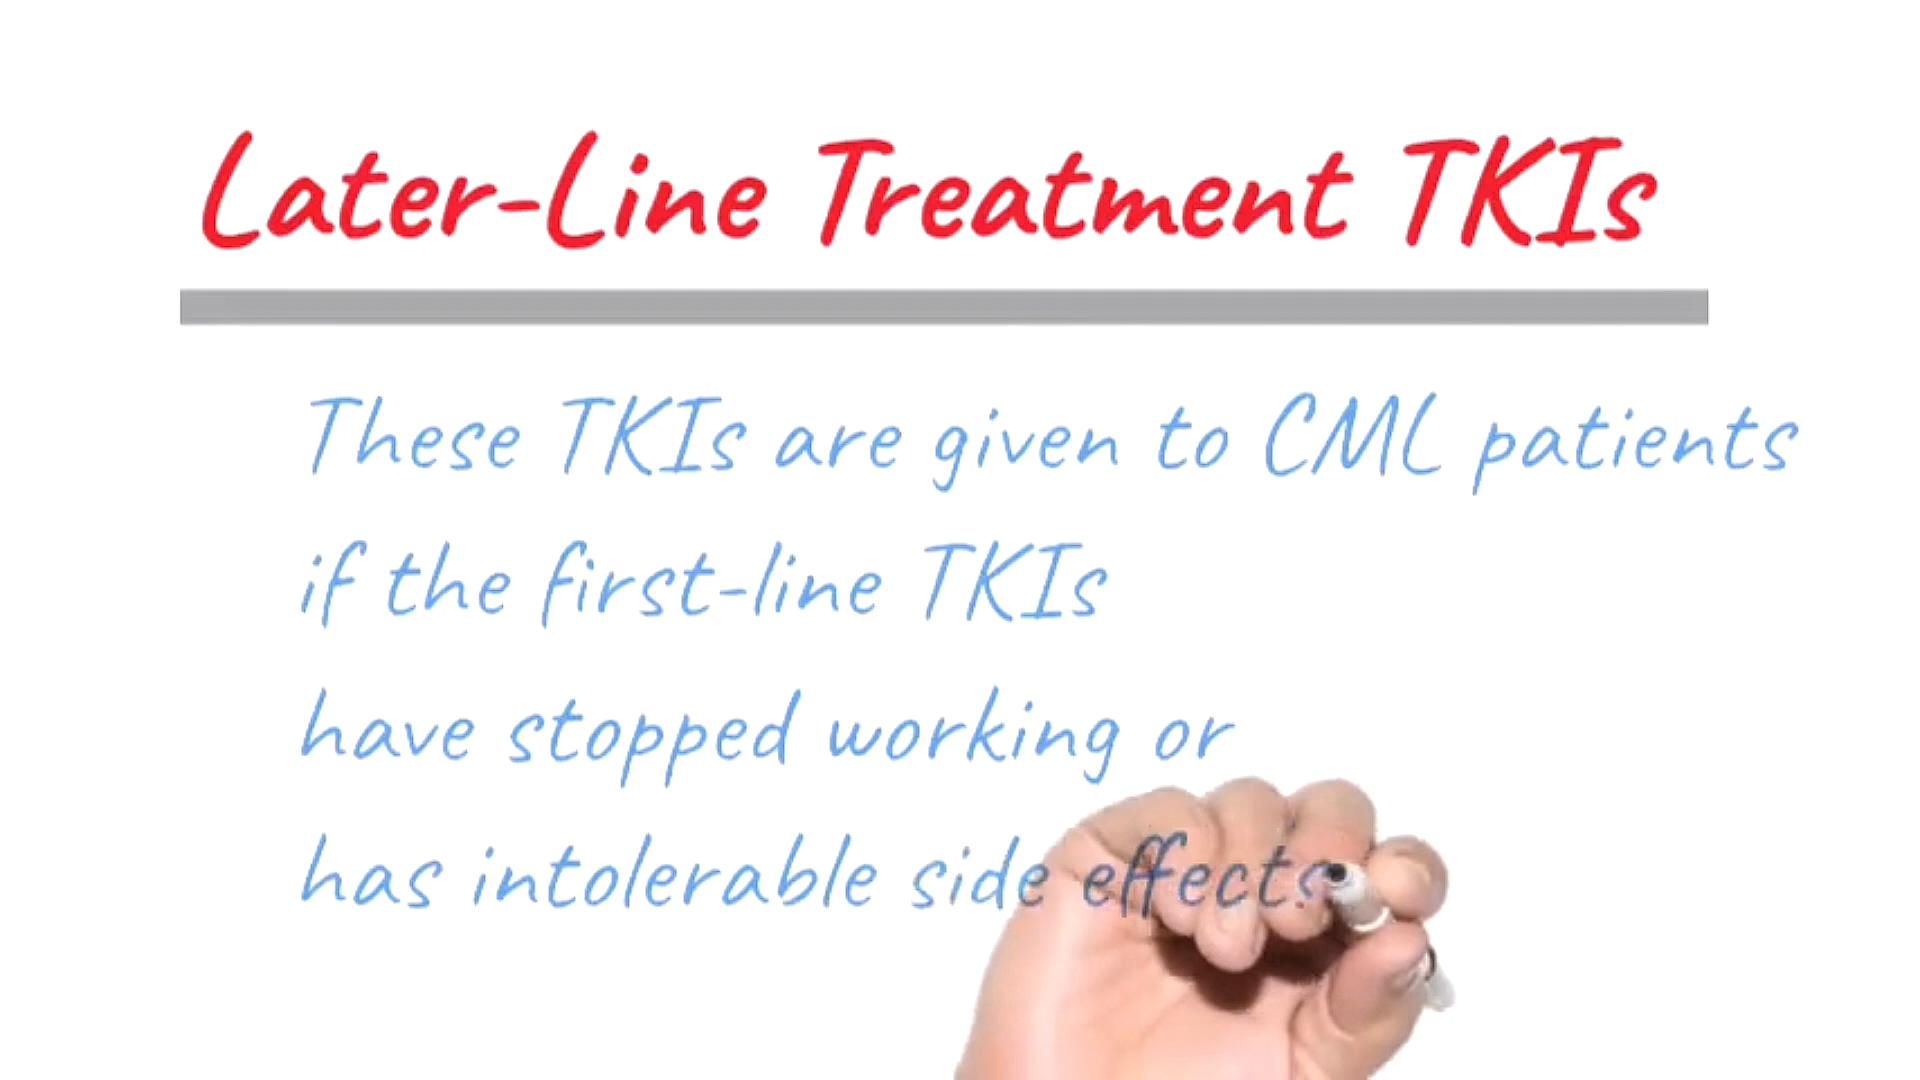 Later-Line Treatment TKIs
These TKIs are given to CML patients
if the first-line TKIs
have stopped working or
has intolerable side effects